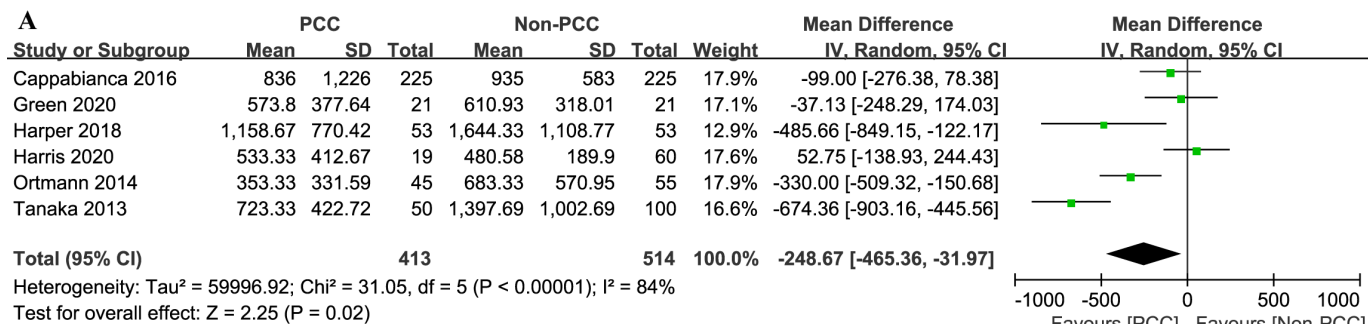 A
PCC Non-PCC Mean Difference Mean Difference
Study or Subgroup Mean SD Total Mean SD Total Weight IV, Random, 95% CI IV, Random, 95% CI
Cappabianca 2016 836 1,226 225 935 583 225 17.9% -99.00 [-276.38, 78.38]
Green 2020 573.8 377.64 21 610.93 318.01 21 17.1% -37.13 [-248.29, 174.03]
Harper 2018 1,158.67 770.42 53 1,644.33 1,108.77 53 12.9% -485.66 [-849.15, -122.17]
Harris 2020 533.33 412.67 19 480.58 189.9 60 17.6% 52.75 [-138.93, 244.43]
Ortmann 2014 353.33 331.59 45 683.33 570.95 55 17.9% -330.00 [-509.32, -150.68]
Tanaka 2013 723.33 422.72 50 1,397.69 1,002.69 100 16.6% -674.36 [-903.16, -445.56]
Total (95% CI) 413 514 100.0% -248.67 [-465.36, -31.97]
Heterogeneity: Tau² = 59996.92; Chi² = 31.05, df = 5 (P < 0.00001); I² = 84%
Test for overall effect: Z = 2.25 (P = 0.02)
-1000 -500 0 500 1000
Favours [PCC] Favours [Non-PCC]